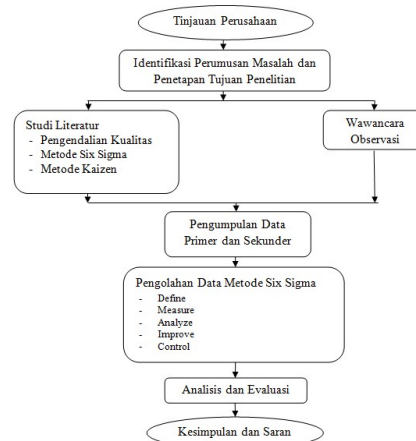 Tinjauan Perusahaan
Identifikasi Perumusan Masalah dan
Penetapan Tujuan Penelitian
Studi Literatur
- Pengendalian Kualitas
- Metode Six Sigma
- Metode Kaizen
Wawancara
Observasi
Pengumpulan Data
Primer dan Sekunder
Pengolahan Data Metode Six Sigma
- Define
- Measure
- Analyze
- Improve
- Control
Analisis dan Evaluasi
Kesimpulan dan Saran